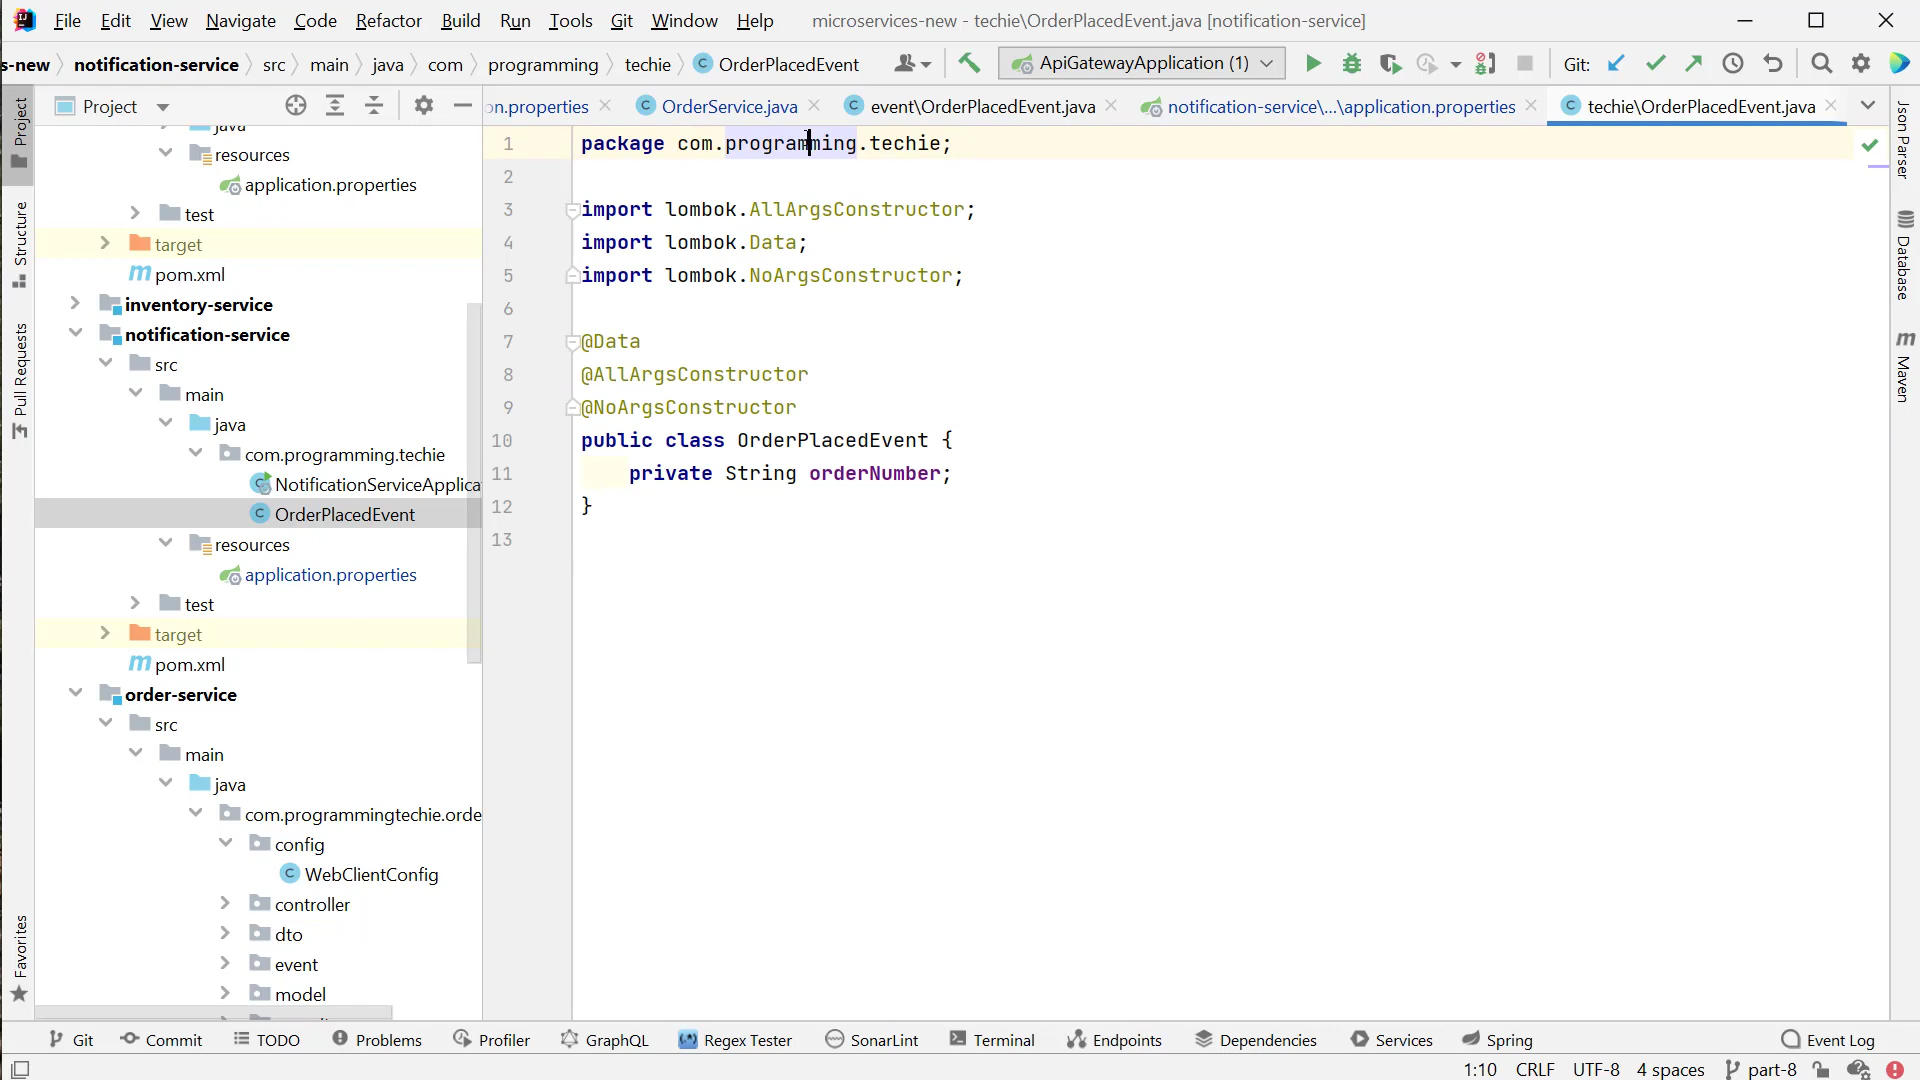 File Edit View Navigate Code Refactor Build Run Tools Git Window Help microservices-new - techie\OrderPlacedEvent.java [notification-service]
s-new notification-service src main java com programming techie OrderPlacedEvent ApiGatewayApplication (1) Git:
Project on.properties OrderService.java event\OrderPlacedEvent.java notification-service\...\application.properties techie\OrderPlacedEvent.java
java
resources
application.properties
test
target
pom.xml
inventory-service
notification-service
src
main
java
com.programming.techie
NotificationServiceApplica
OrderPlacedEvent
resources
application.properties
test
target
pom.xml
order-service
src
main
java
com.programmingtechie.orde
config
WebClientConfig
controller
dto
event
model
1 package com.programming.techie;
2
3 import lombok.AllArgsConstructor;
4 import lombok.Data;
5 import lombok.NoArgsConstructor;
6
7 @Data
8 @AllArgsConstructor
9 @NoArgsConstructor
10 public class OrderPlacedEvent {
11 private String orderNumber;
12 }
13
Project
Structure
Pull Requests
Favorites
Json Parser
Database
Maven
Git Commit TODO Problems Profiler GraphQL Regex Tester SonarLint Terminal Endpoints Dependencies Services Spring Event Log
1:10 CRLF UTF-8 4 spaces part-8